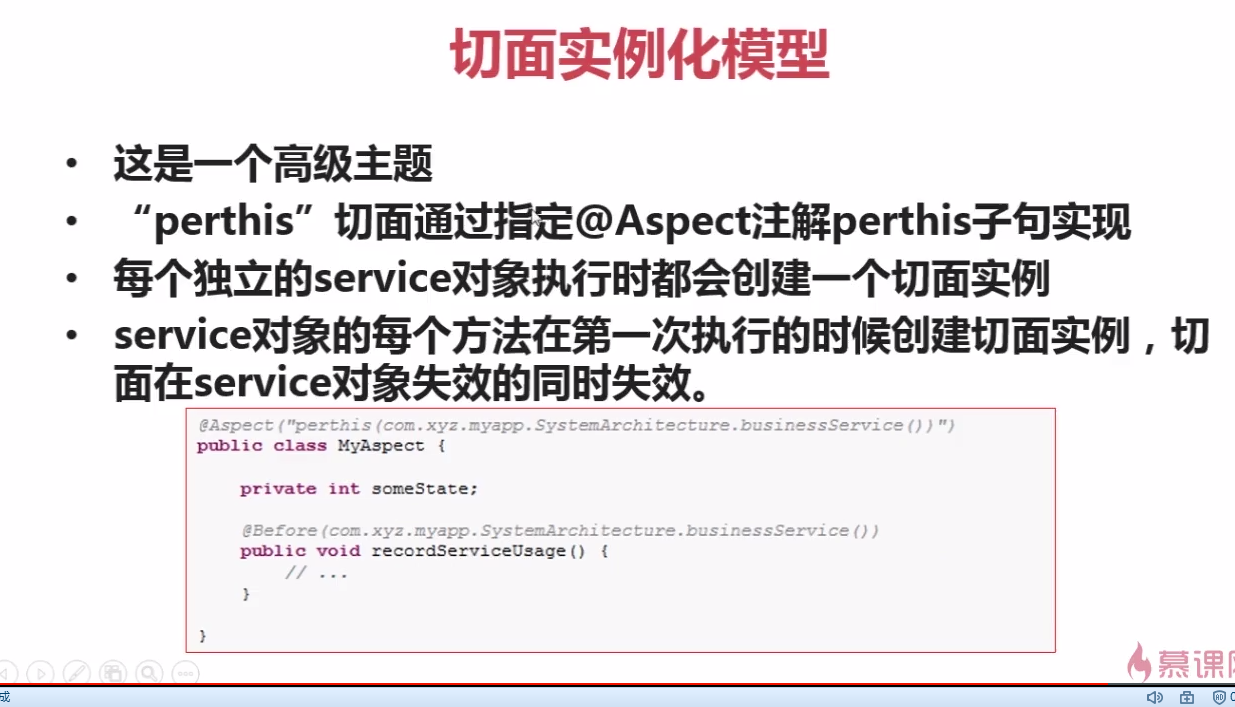 切面实例化模型
• 这是一个高级主题
• “perthis”切面通过指定@Aspect注解perthis子句实现
• 每个独立的service对象执行时都会创建一个切面实例
• service对象的每个方法在第一次执行的时候创建切面实例，切
面在service对象失效的同时失效。
@Aspect("perthis(com.xyz.myapp.SystemArchitecture.businessService())")
public class MyAspect {
private int someState;
@Before(com.xyz.myapp.SystemArchitecture.businessService())
public void recordServiceUsage() {
// ...
}
}
慕课网
成